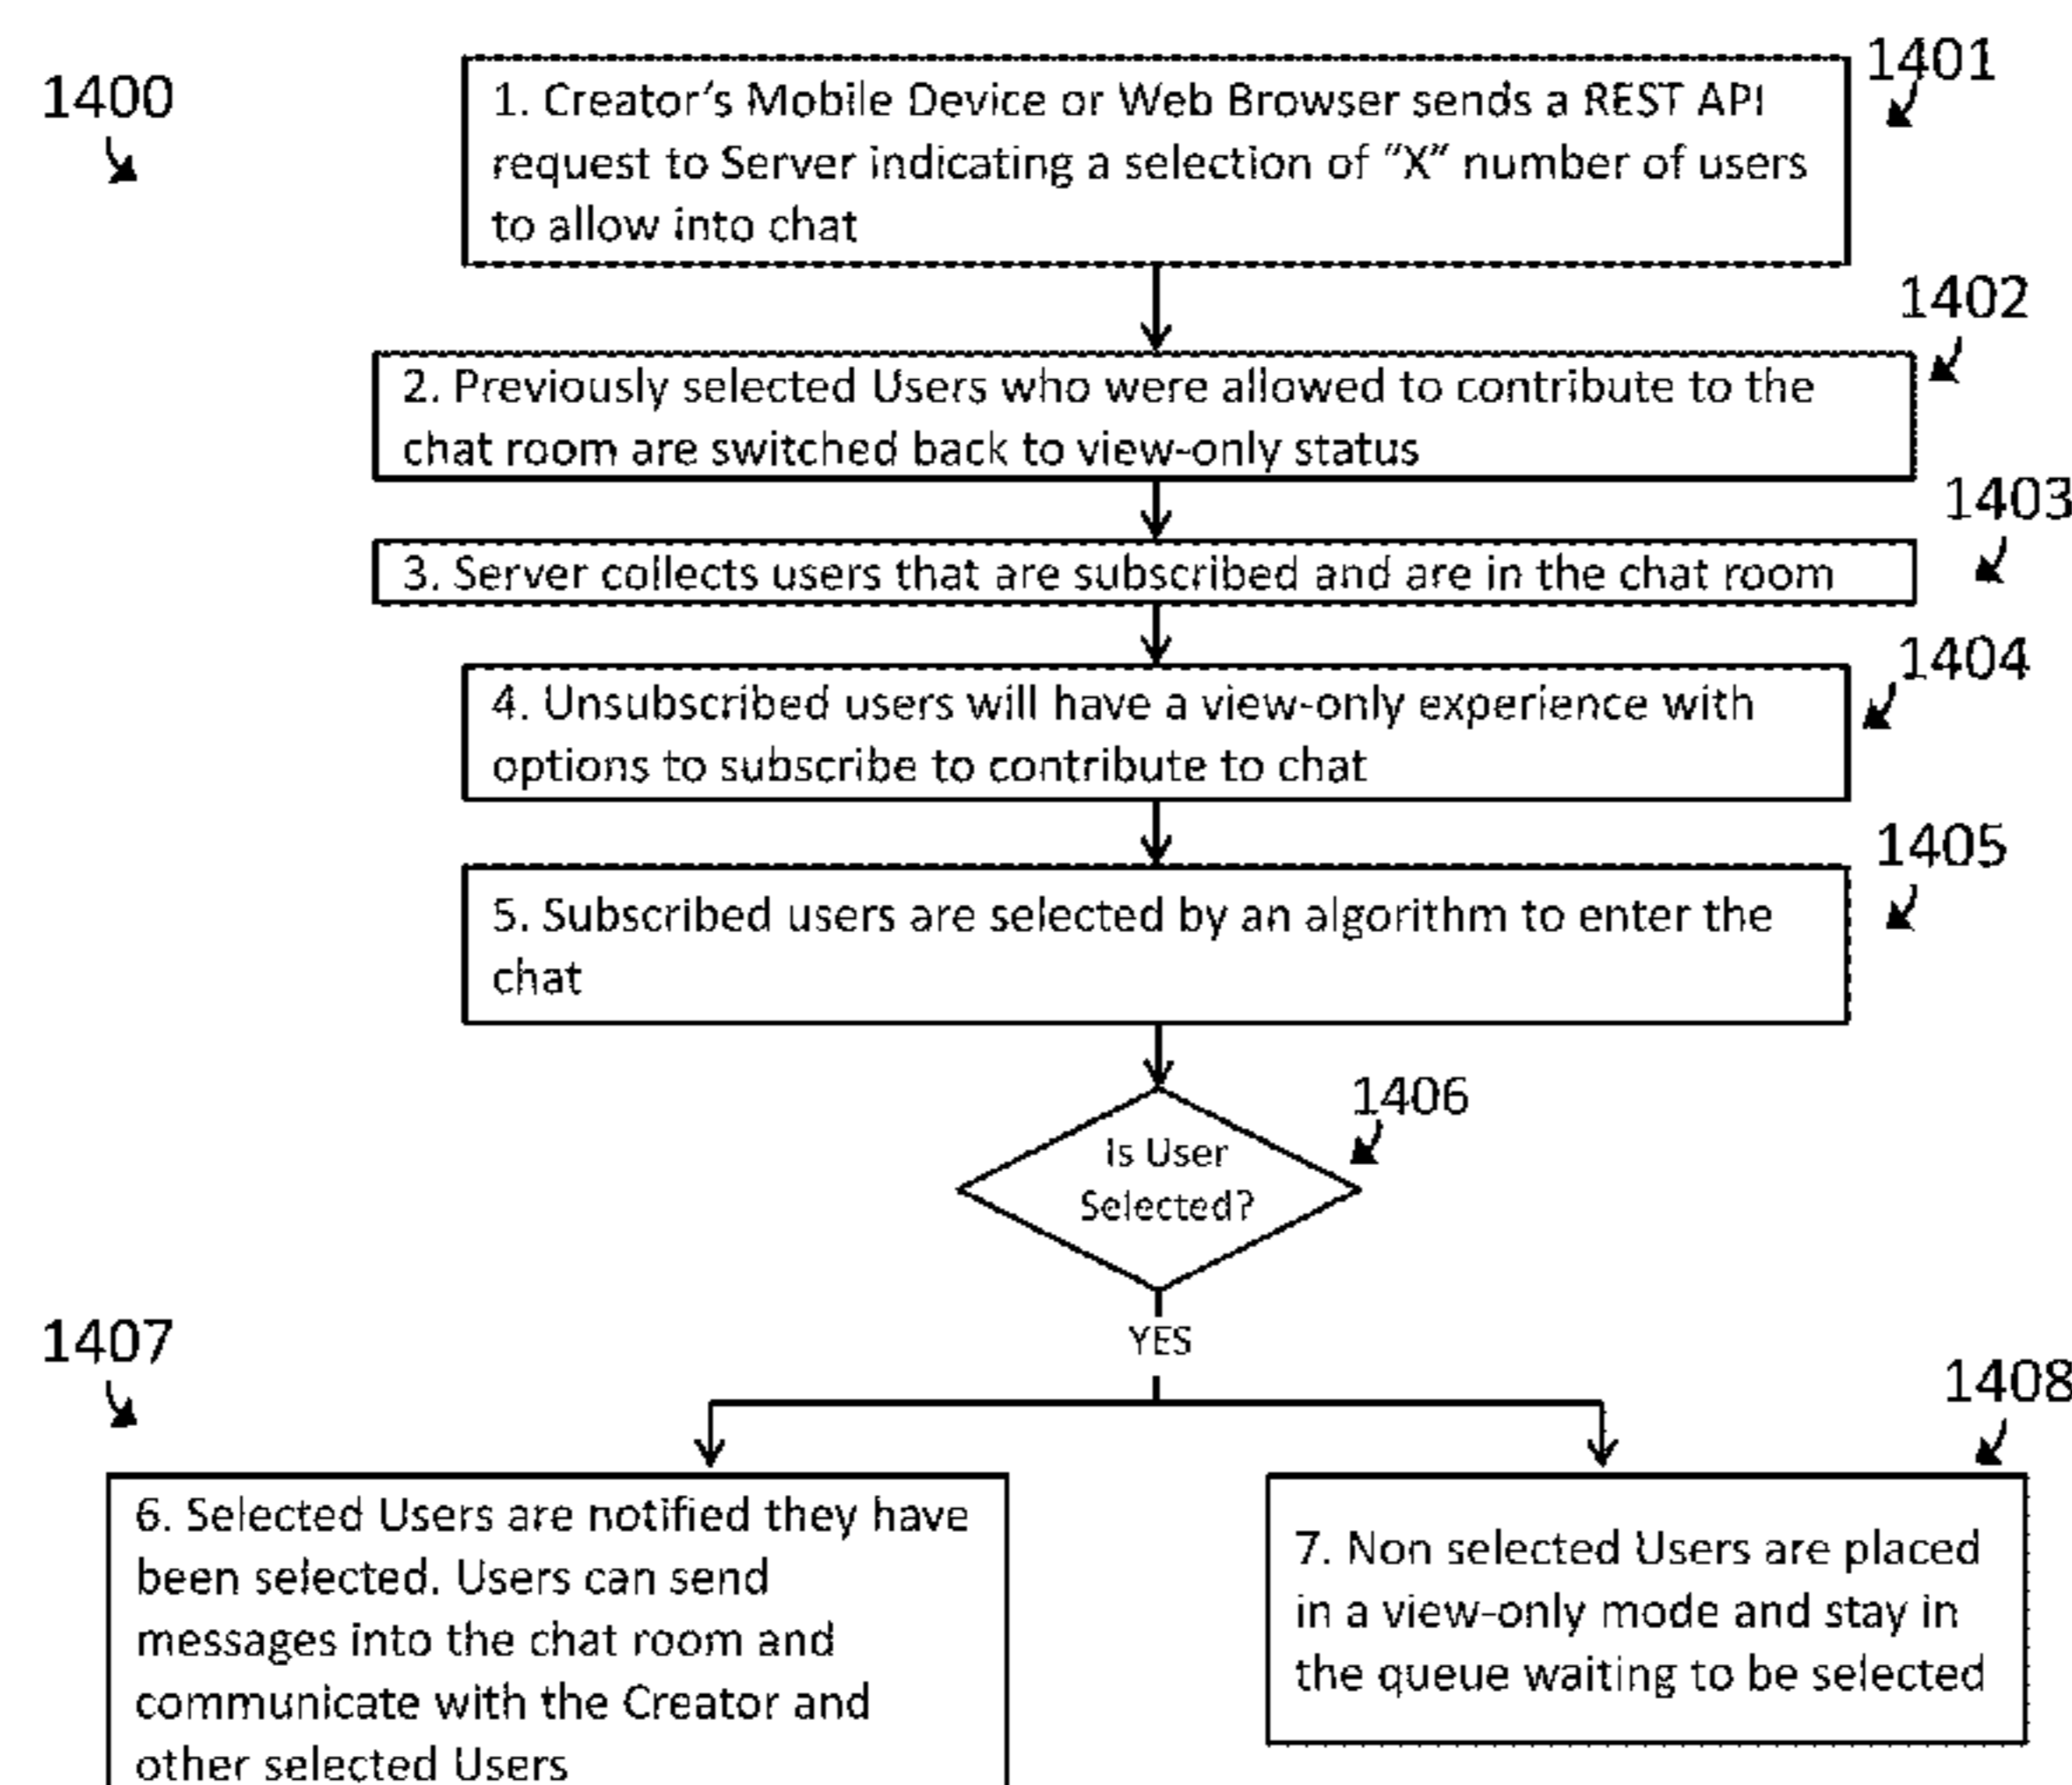 1400
1401
1. Creator's Mobile Device or Web Browser sends a REST API
request to Server indicating a selection of "X" number of users
to allow into chat
1402
2. Previously selected Users who were allowed to contribute to the
chat room are switched back to view-only status
1403
3. Server collects users that are subscribed and are in the chat room
1404
4. Unsubscribed users will have a view-only experience with
options to subscribe to contribute to chat
1405
5. Subscribed users are selected by an algorithm to enter the
chat
1406
Is User
Selected?
YES
1407
1408
6. Selected Users are notified they have
been selected. Users can send
messages into the chat room and
communicate with the Creator and
other selected Users
7. Non selected Users are placed
in a view-only mode and stay in
the queue waiting to be selected